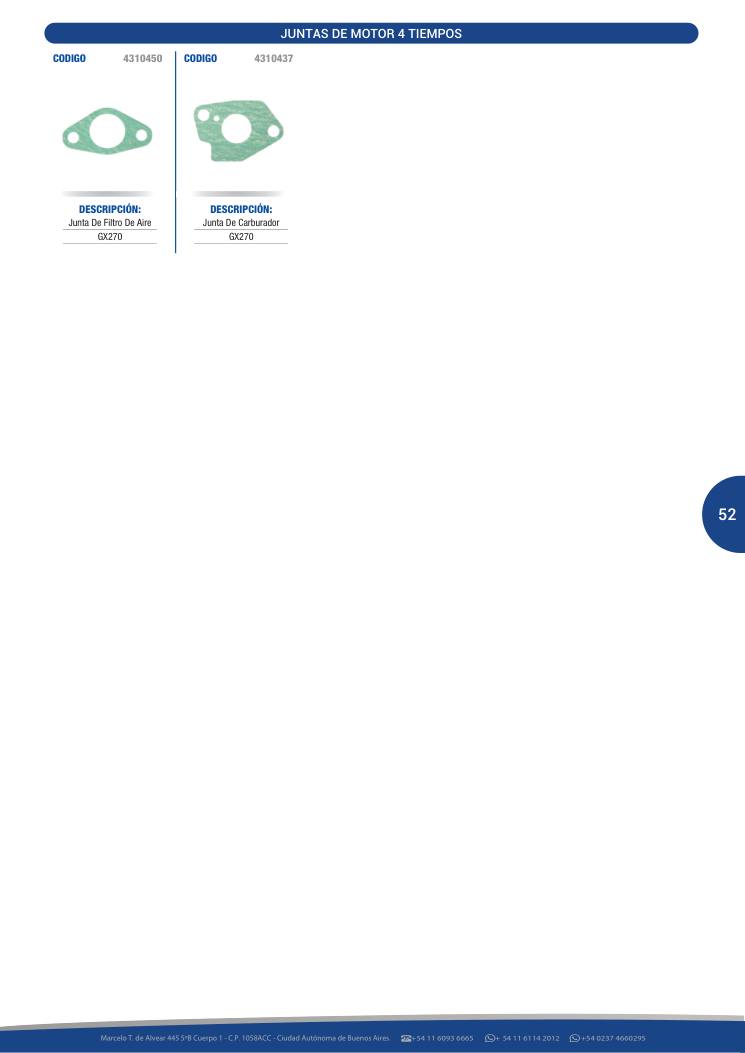 JUNTAS DE MOTOR 4 TIEMPOS
CODIGO 4310450
DESCRIPCIÓN:
Junta De Filtro De Aire
GX270
CODIGO 4310437
DESCRIPCIÓN:
Junta De Carburador
GX270
52
Marcelo T. de Alvear 445 5ºB Cuerpo 1 - C.P. 1058ACC - Ciudad Autónoma de Buenos Aires. +54 11 6093 6665 + 54 11 6114 2012 +54 0237 4660295